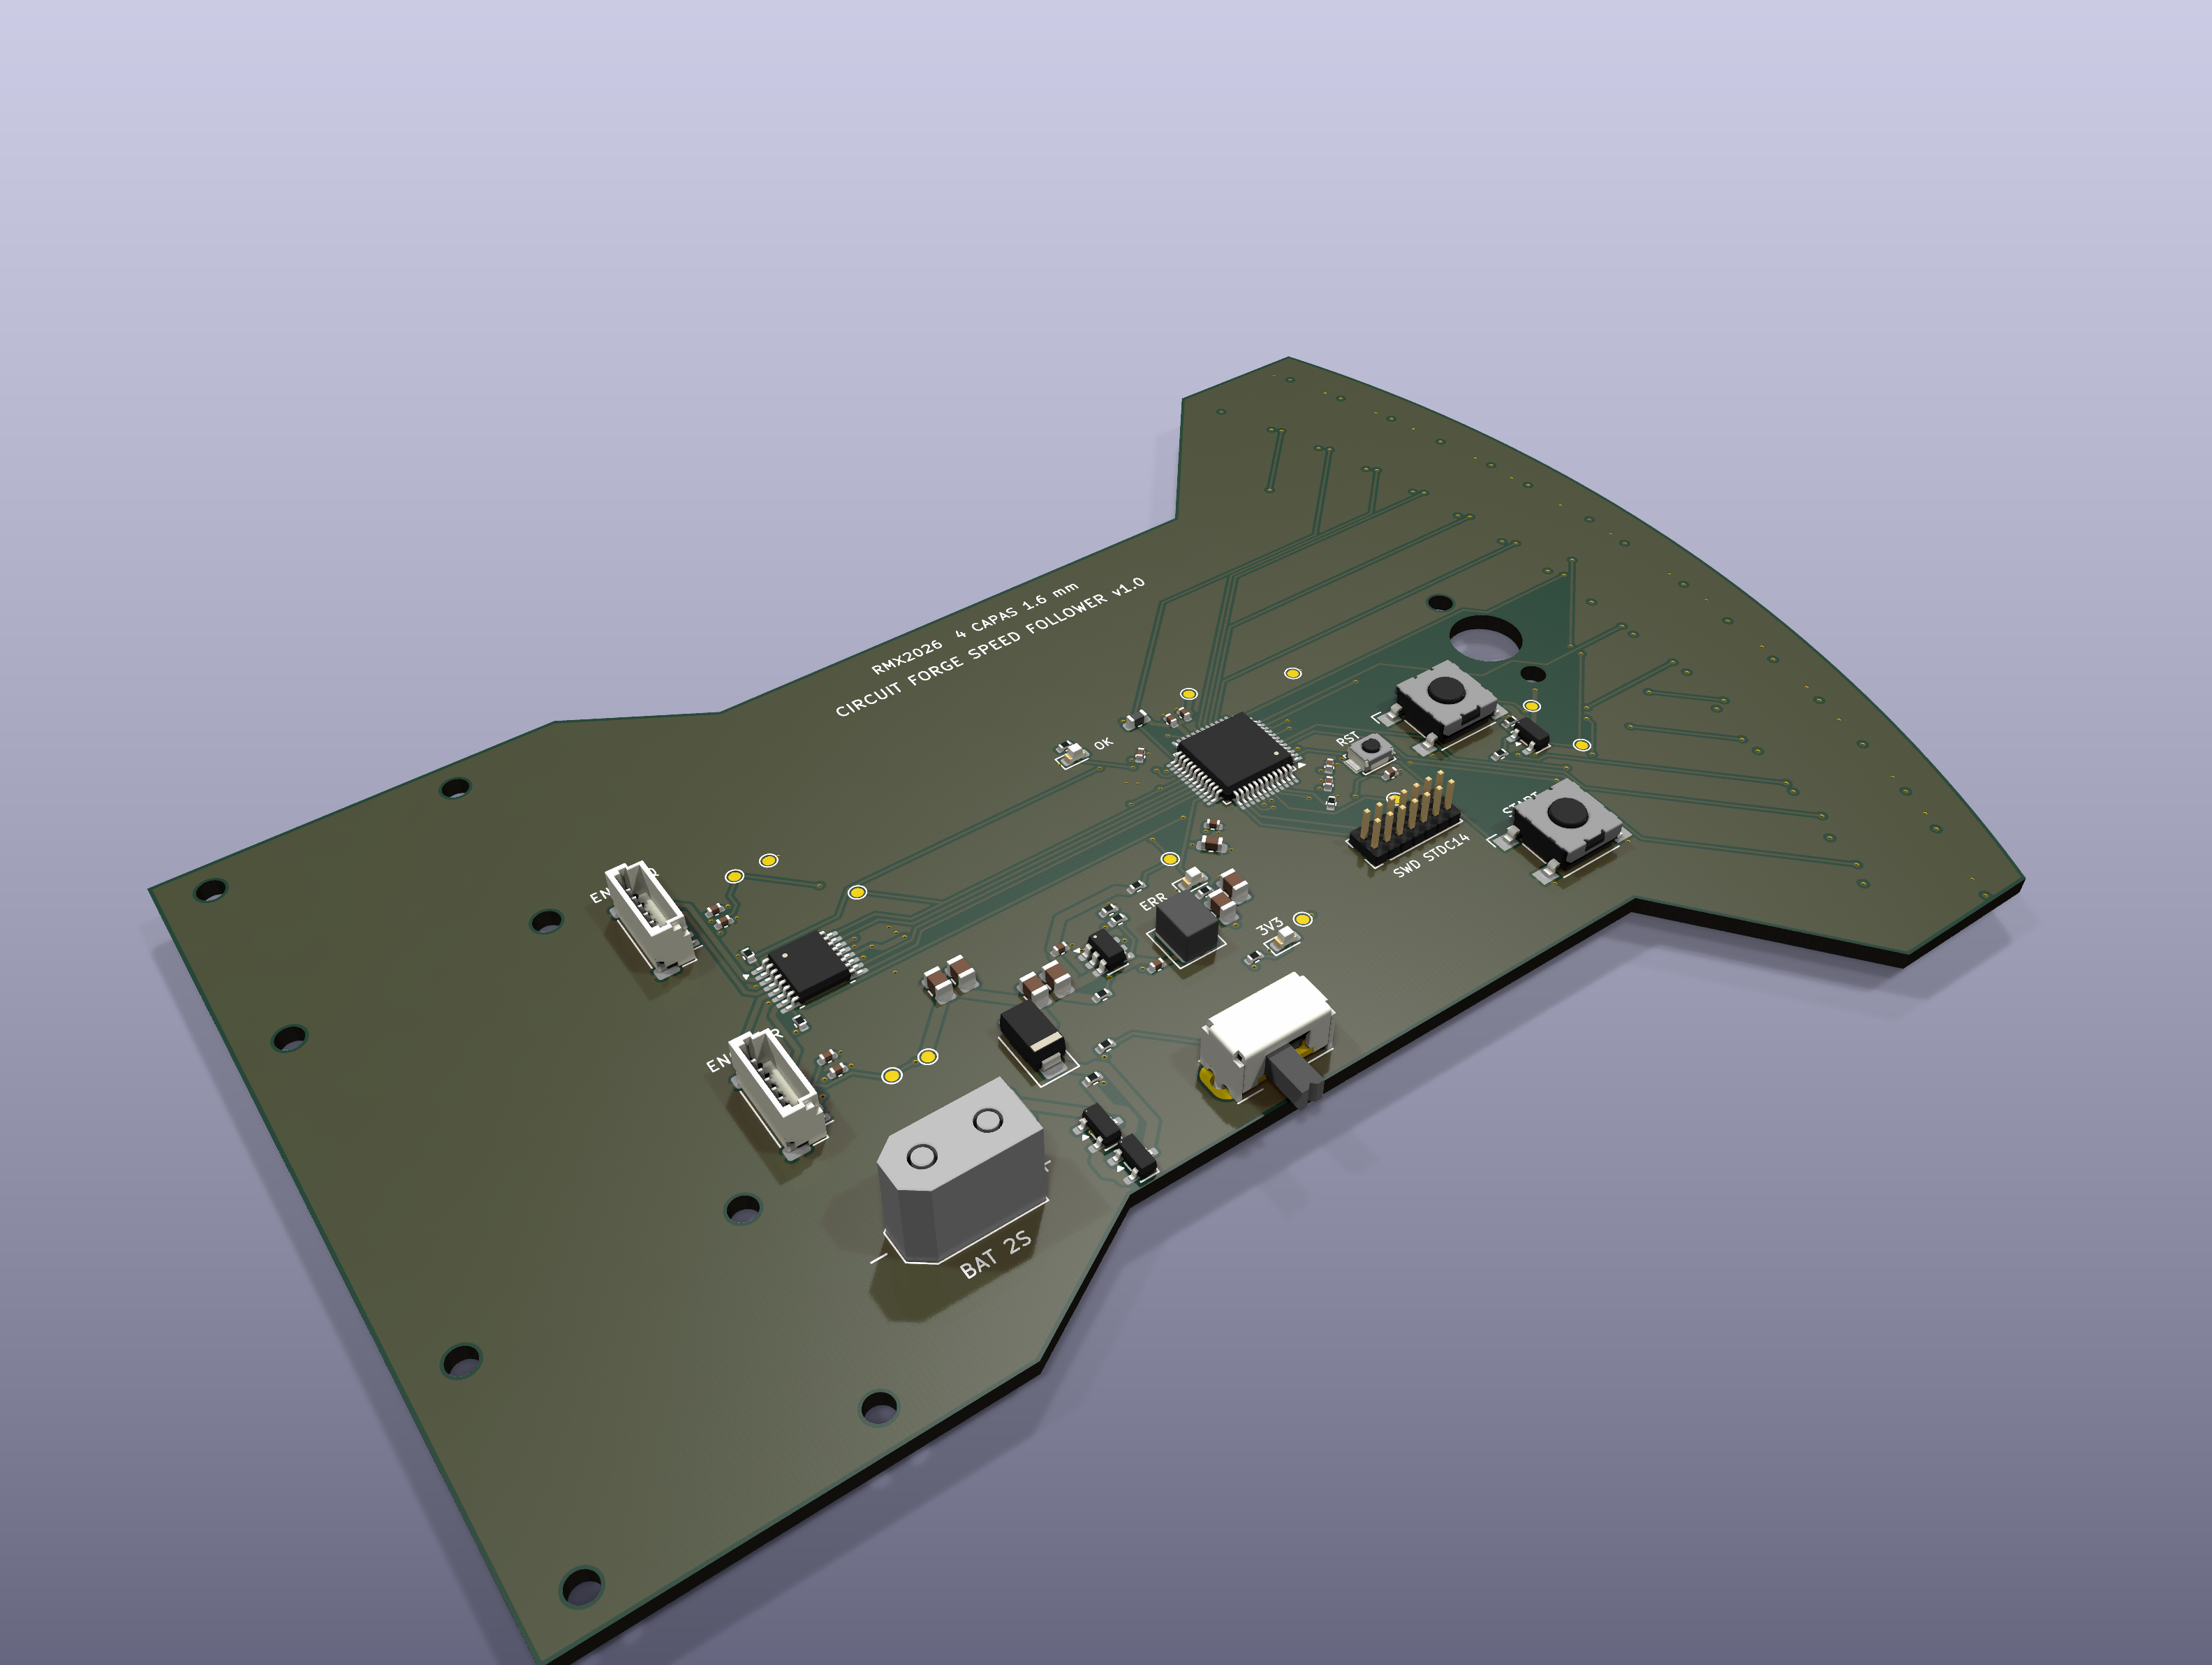 RMX2026 4 CAPAS 1.6 mm
CIRCUIT FORGE SPEED FOLLOWER v1.0
OK
RST
SWD STDC14
ERR
3V3
BAT 2S